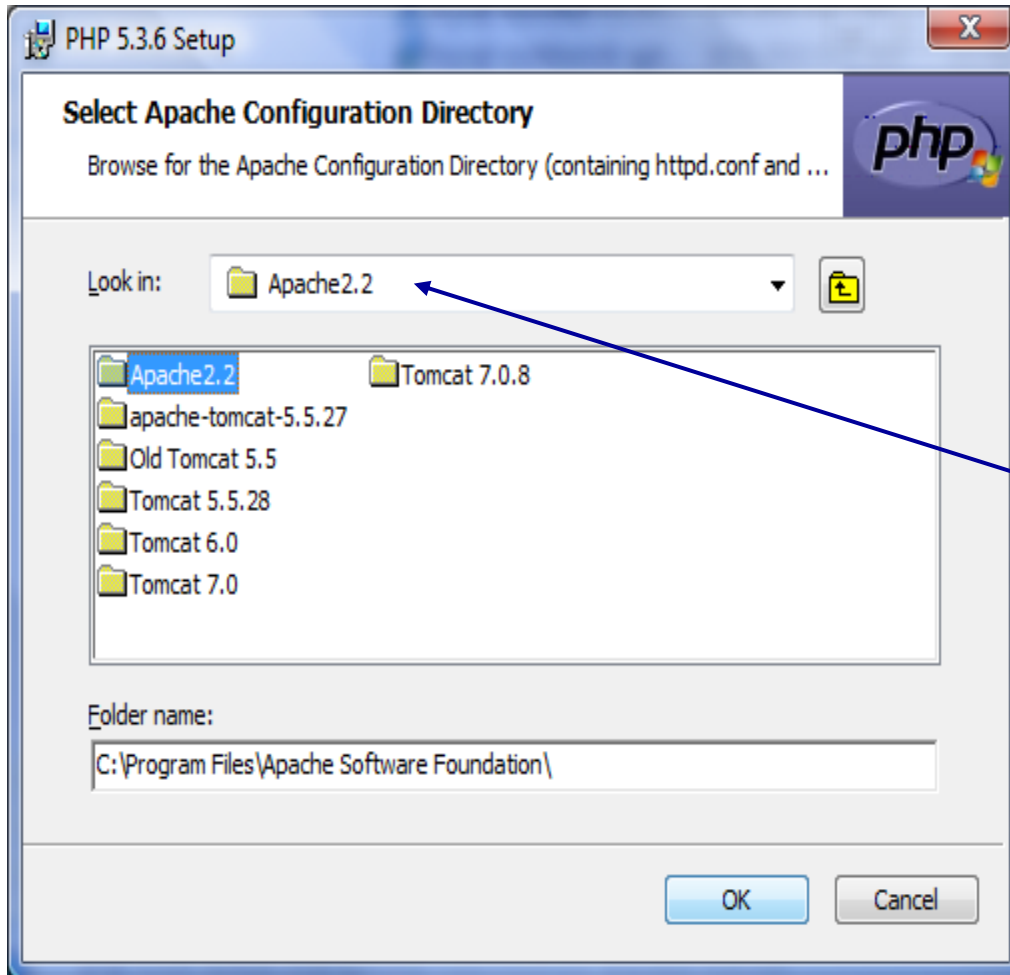 PHP 5.3.6 Setup
X
Select Apache Configuration Directory
Browse for the Apache Configuration Directory (containing httpd.conf and ...
php
Look in: Apache2.2
Apache2.2 Tomcat 7.0.8
apache-tomcat-5.5.27
Old Tomcat 5.5
Tomcat 5.5.28
Tomcat 6.0
Tomcat 7.0
Folder name:
C:\Program Files\Apache Software Foundation\
OK Cancel